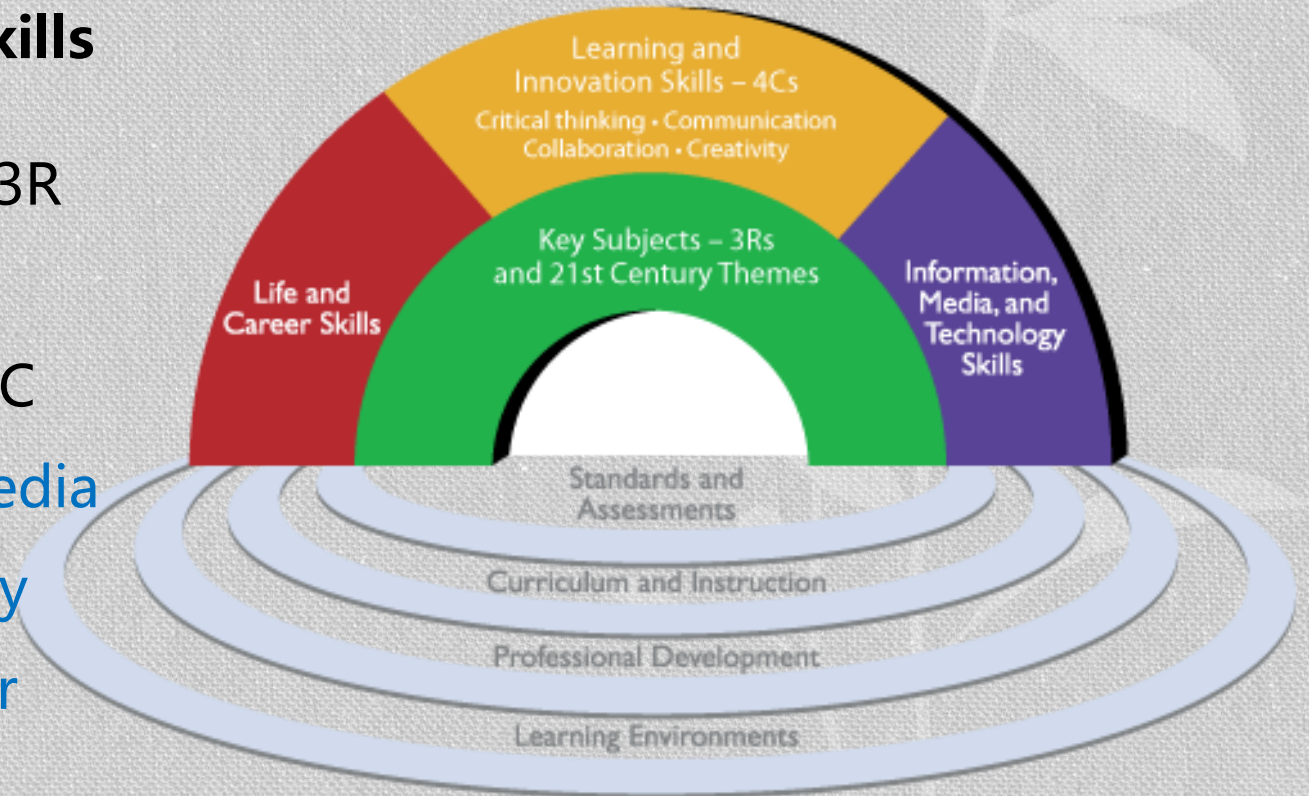 kills
3R
C
edia
y
r
Learning and
Innovation Skills – 4Cs
Critical thinking • Communication
Collaboration • Creativity
Key Subjects – 3Rs
and 21st Century Themes
Life and
Career Skills
Information,
Media, and
Technology
Skills
Standards and
Assessments
Curriculum and Instruction
Professional Development
Learning Environments